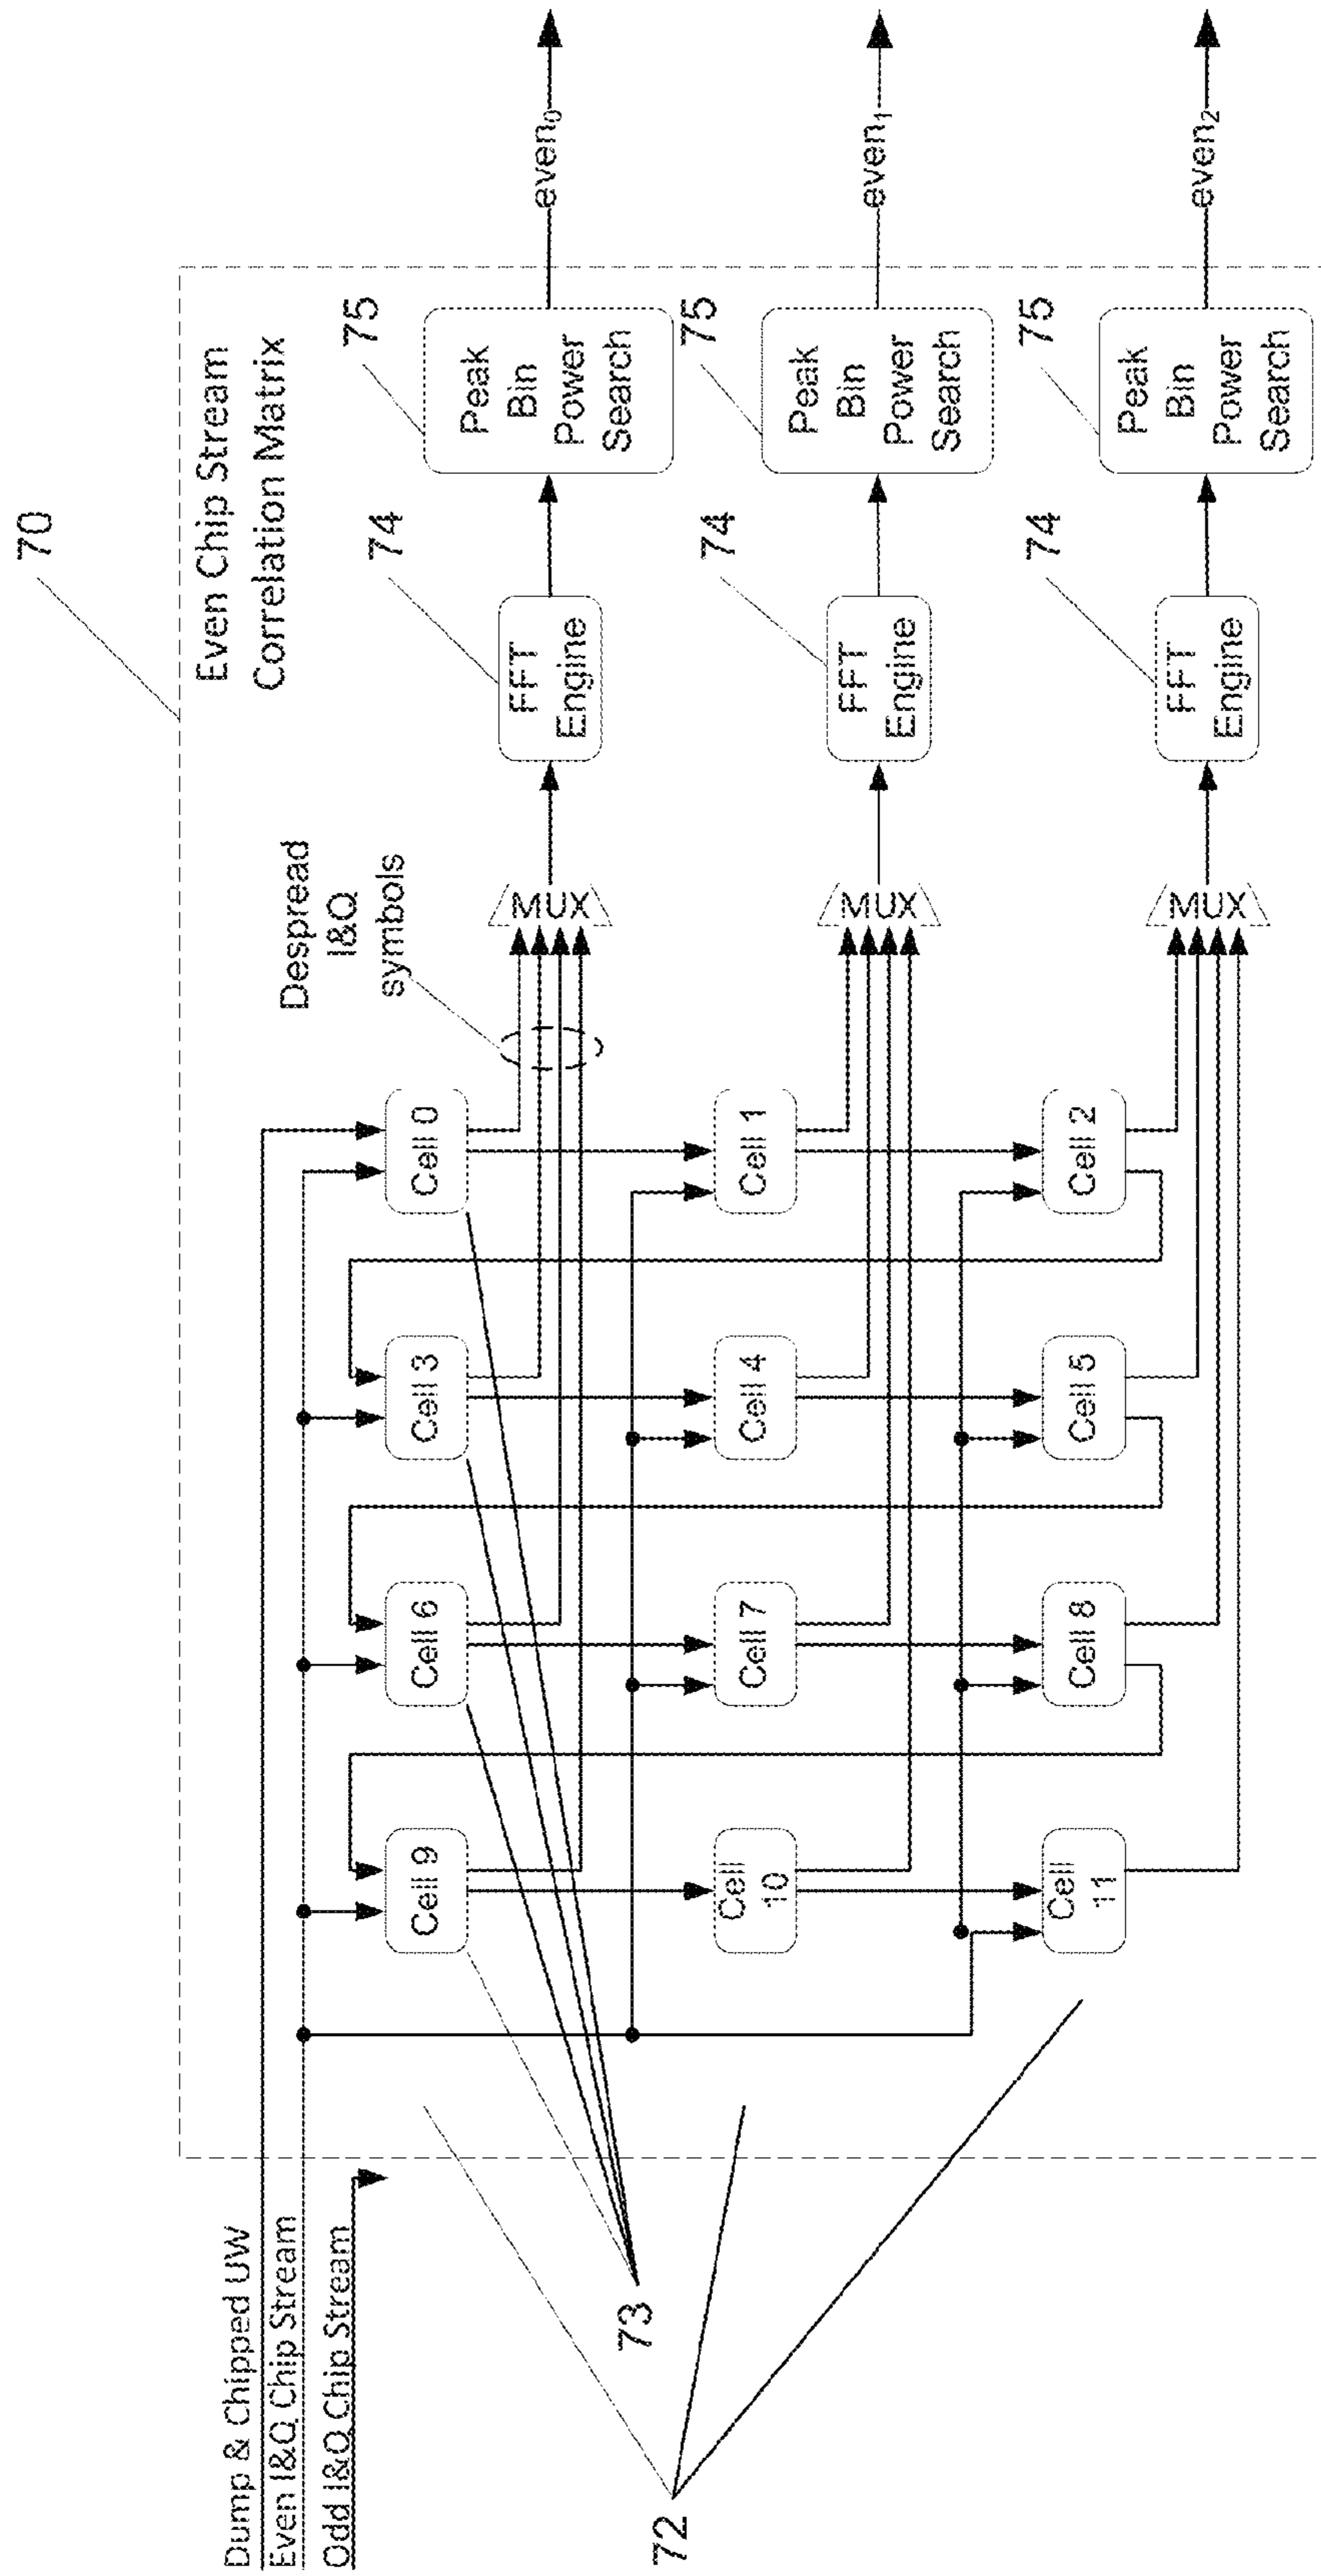 70
Even Chip Stream
Correlation Matrix
Dump & Chipped UW
Even I&Q Chip Stream
Odd I&Q Chip Stream
Despread
I&Q
symbols
Cell 9
Cell 6
Cell 3
Cell 0
MUX
74
FFT
Engine
75
Peak
Bin
Power
Search
even₀
Cell
10
Cell 7
Cell 4
Cell 1
MUX
74
FFT
Engine
75
Peak
Bin
Power
Search
even₁
Cell
11
Cell 8
Cell 5
Cell 2
MUX
74
FFT
Engine
75
Peak
Bin
Power
Search
even₂
73
72